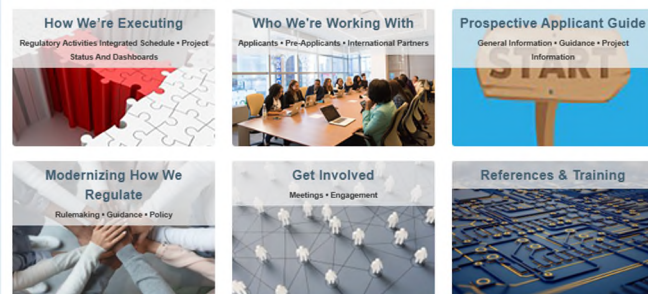 How We're Executing
Regulatory Activities Integrated Schedule • Project
Status And Dashboards
Who We're Working With
Applicants • Pre-Applicants • International Partners
Prospective Applicant Guide
General Information • Guidance • Project
Information
START
Modernizing How We
Regulate
Rulemaking • Guidance • Policy
Get Involved
Meetings • Engagement
References & Training